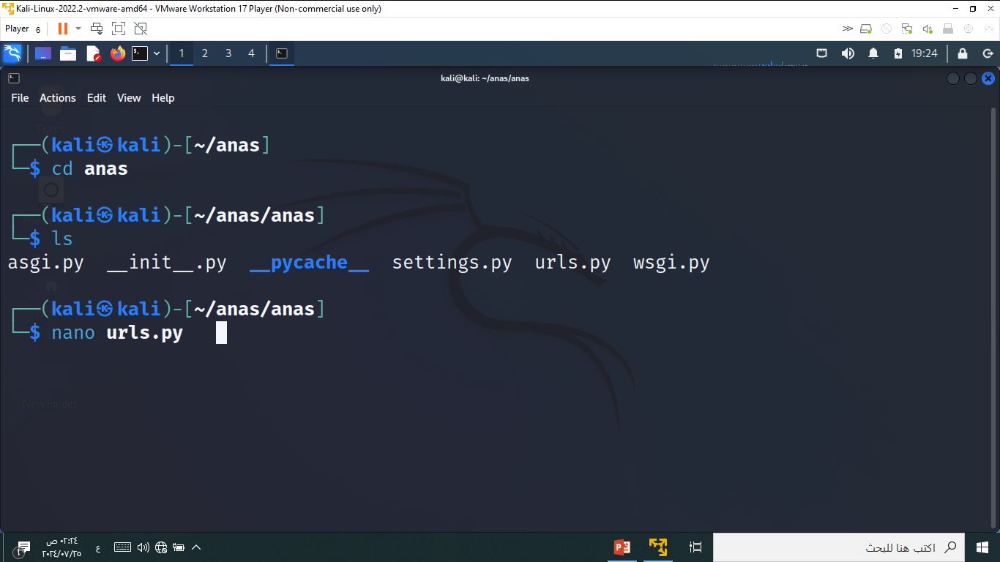 Kali-Linux-2022.2-vmware-amd64 - VMware Workstation 17 Player (Non-commercial use only)
Player 6
1 2 3 4 19:24
kali@kali: ~/anas/anas
File Actions Edit View Help
Trash
┌──(kali㉿kali)-[~/anas]
└─$ cd anas
┌──(kali㉿kali)-[~/anas/anas]
└─$ ls
asgi.py __init__.py __pycache__ settings.py urls.py wsgi.py
┌──(kali㉿kali)-[~/anas/anas]
└─$ nano urls.py
New Folder
٠٢:٢٤ ص
٢٠٢٤/٠٧/٢٥
١
ع
اكتب هنا للبحث